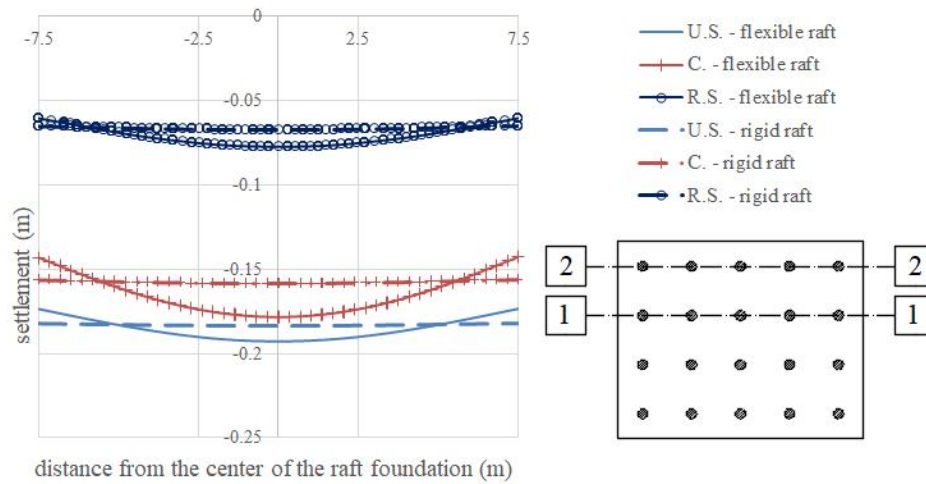 0
-7.5
-2.5
2.5
7.5
-0.05
-0.1
-0.15
-0.2
-0.25
settlement (m)
distance from the center of the raft foundation (m)
U.S. - flexible raft
C. - flexible raft
R.S. - flexible raft
U.S. - rigid raft
C. - rigid raft
R.S. - rigid raft
2
2
1
1